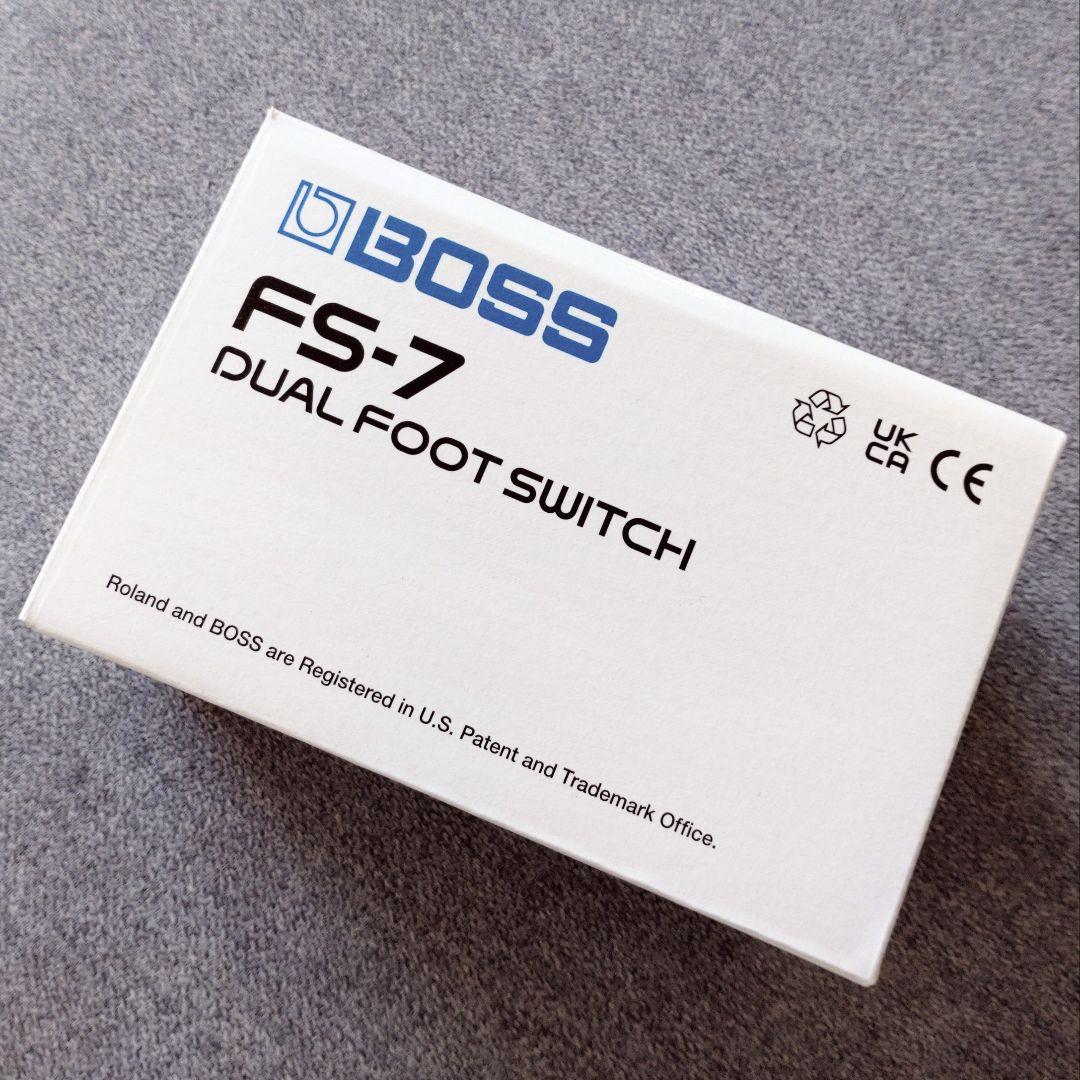 BOSS
FS-7
DUAL FOOT SWITCH
UK
CA
CE
Roland and BOSS are Registered in U.S. Patent and Trademark Office.